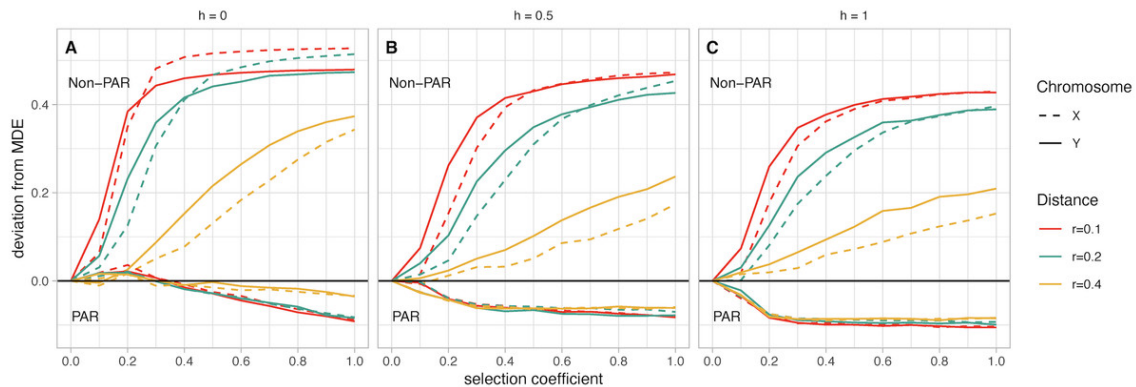 h = 0
h = 0.5
h = 1
A
B
C
Non−PAR
Non−PAR
Non−PAR
PAR
PAR
PAR
deviation from MDE
0.4
0.2
0.0
0.0 0.2 0.4 0.6 0.8 1.0
0.0 0.2 0.4 0.6 0.8 1.0
0.0 0.2 0.4 0.6 0.8 1.0
selection coefficient
Chromosome
X
Y
Distance
r=0.1
r=0.2
r=0.4